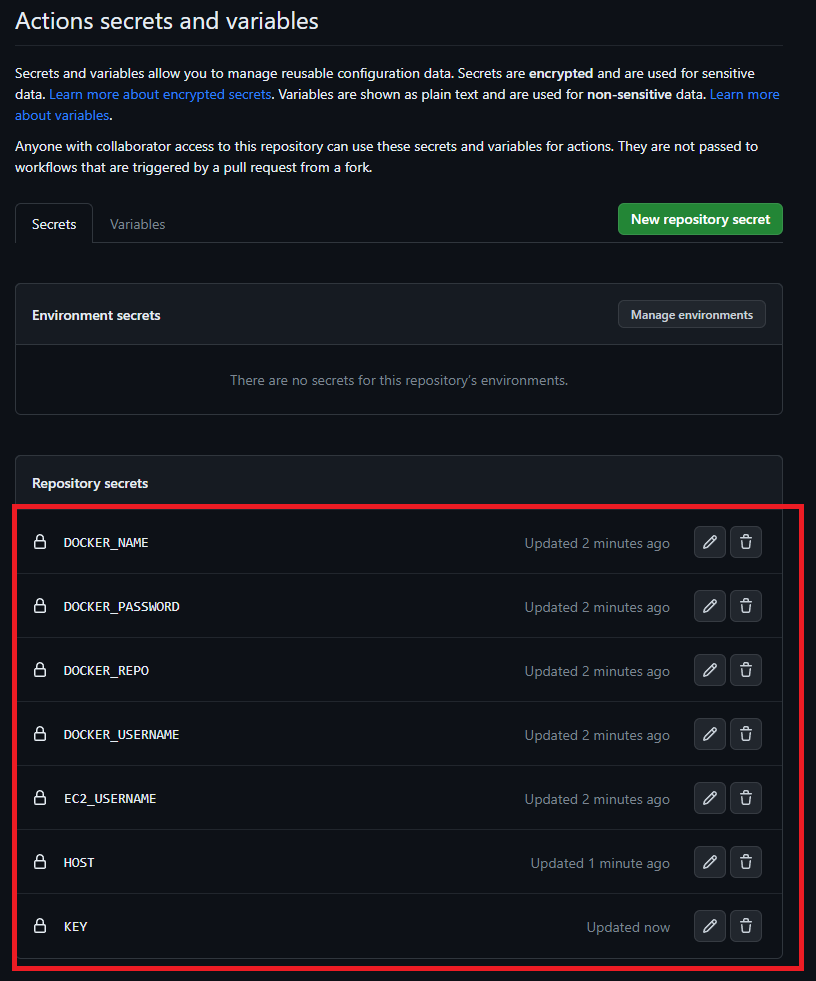 Actions secrets and variables
Secrets and variables allow you to manage reusable configuration data. Secrets are encrypted and are used for sensitive
data. Learn more about encrypted secrets. Variables are shown as plain text and are used for non-sensitive data. Learn more
about variables.
Anyone with collaborator access to this repository can use these secrets and variables for actions. They are not passed to
workflows that are triggered by a pull request from a fork.
Secrets Variables New repository secret
Environment secrets Manage environments
There are no secrets for this repository’s environments.
Repository secrets
DOCKER_NAME Updated 2 minutes ago
DOCKER_PASSWORD Updated 2 minutes ago
DOCKER_REPO Updated 2 minutes ago
DOCKER_USERNAME Updated 2 minutes ago
EC2_USERNAME Updated 2 minutes ago
HOST Updated 1 minute ago
KEY Updated now